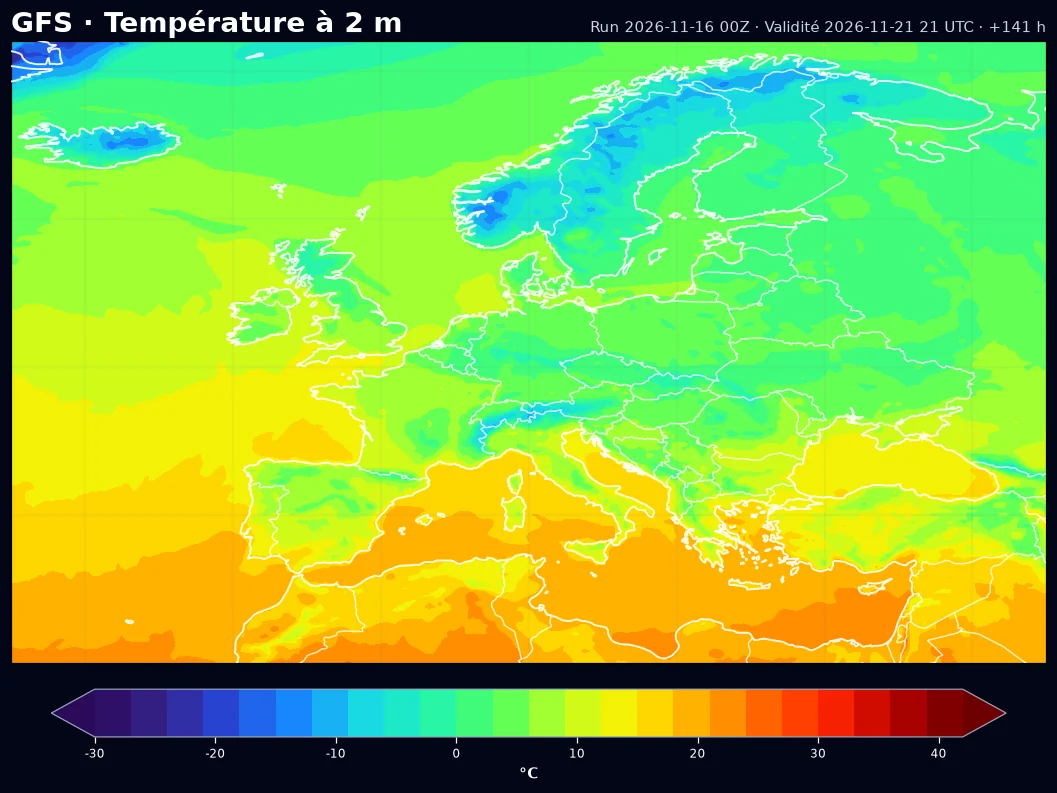 GFS · Température à 2 m
Run 2026-11-16 00Z · Validité 2026-11-21 21 UTC · +141 h
-30 -20 -10 0 10 20 30 40
°C